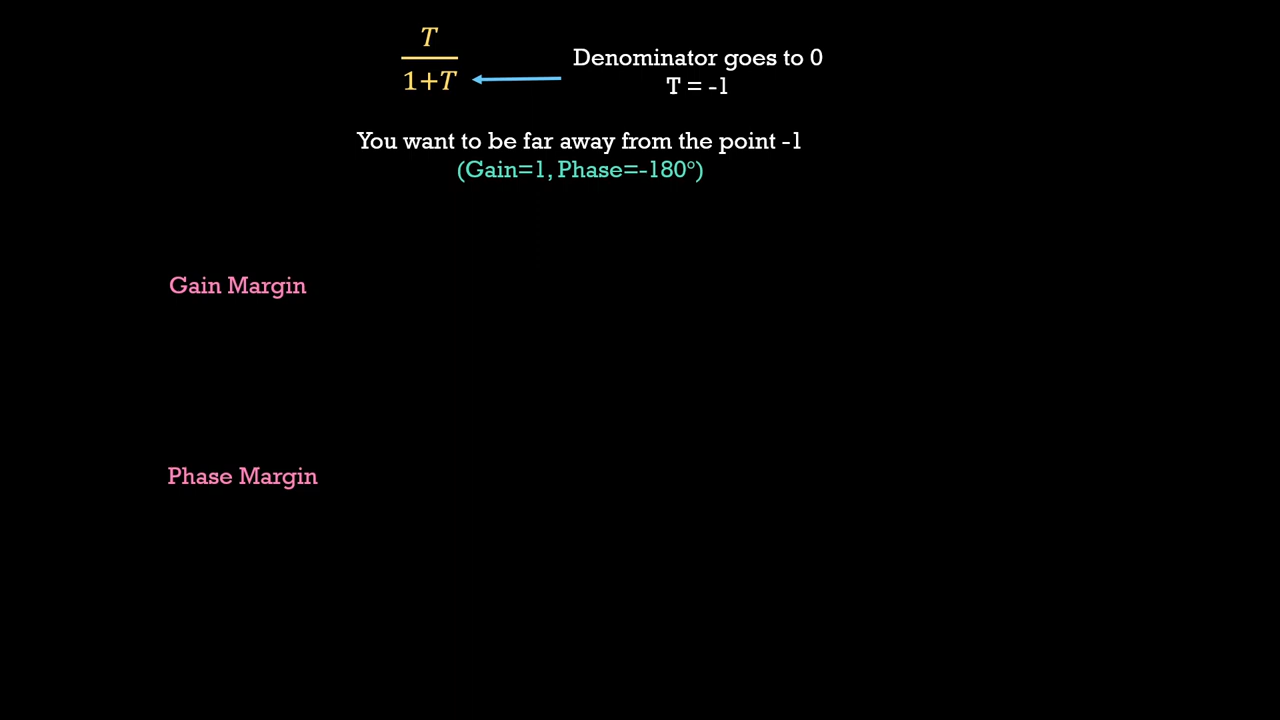 T
1+T
Denominator goes to 0
T = -1
You want to be far away from the point -1
(Gain=1, Phase=-180°)
Gain Margin
Phase Margin